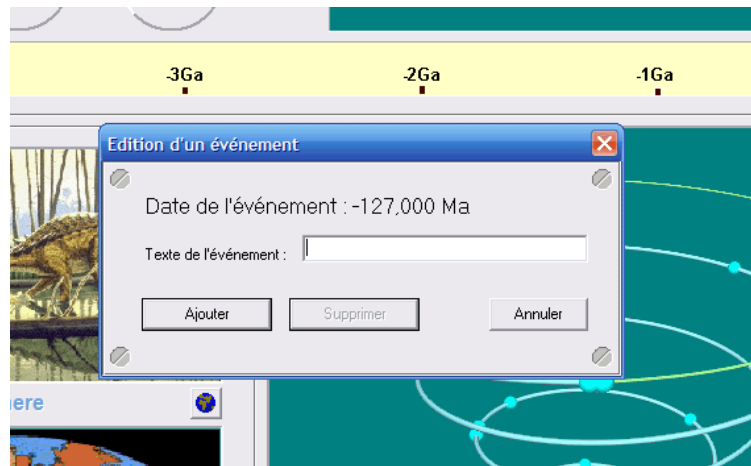 -3Ga -2Ga -1Ga
Edition d'un événement
Date de l'événement : -127,000 Ma
Texte de l'événement :
Ajouter Supprimer Annuler
ere